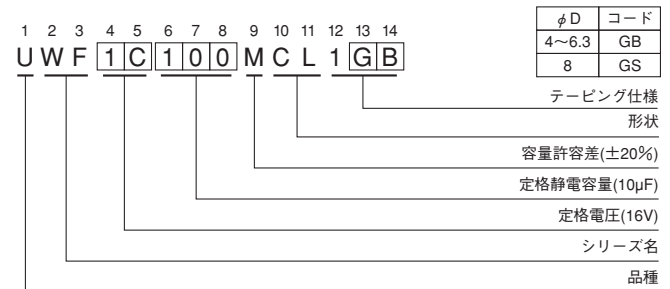 1 2 3 4 5 6 7 8 9 10 11 12 13 14
U W F 1 C 1 0 0 M C L 1 G B
φD コード
4～6.3 GB
8 GS
テーピング仕様
形状
容量許容差(±20%)
定格静電容量(10µF)
定格電圧(16V)
シリーズ名
品種